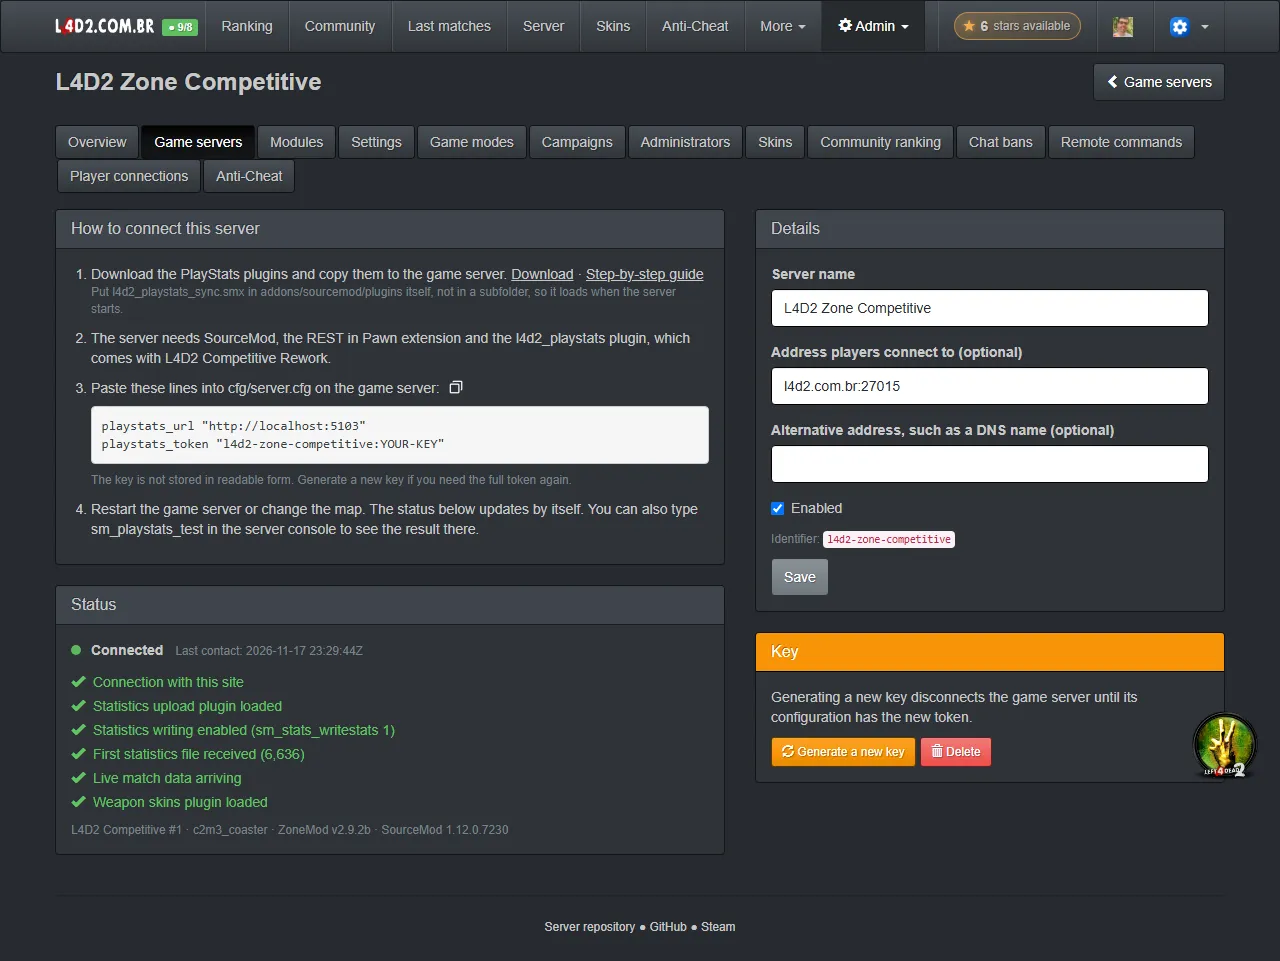 L4D2.COM.BR
9/8
Ranking
Community
Last matches
Server
Skins
Anti-Cheat
More
Admin
6 stars available
L4D2 Zone Competitive
Game servers
Overview
Game servers
Modules
Settings
Game modes
Campaigns
Administrators
Skins
Community ranking
Chat bans
Remote commands
Player connections
Anti-Cheat
How to connect this server
1. Download the PlayStats plugins and copy them to the game server. Download · Step-by-step guide
Put l4d2_playstats_sync.smx in addons/sourcemod/plugins itself, not in a subfolder, so it loads when the server
starts.
2. The server needs SourceMod, the REST in Pawn extension and the l4d2_playstats plugin, which
comes with L4D2 Competitive Rework.
3. Paste these lines into cfg/server.cfg on the game server:
playstats_url "http://localhost:5103"
playstats_token "l4d2-zone-competitive:YOUR-KEY"
The key is not stored in readable form. Generate a new key if you need the full token again.
4. Restart the game server or change the map. The status below updates by itself. You can also type
sm_playstats_test in the server console to see the result there.
Status
Connected Last contact: 2026-11-17 23:29:44Z
Connection with this site
Statistics upload plugin loaded
Statistics writing enabled (sm_stats_writestats 1)
First statistics file received (6,636)
Live match data arriving
Weapon skins plugin loaded
L4D2 Competitive #1 · c2m3_coaster · ZoneMod v2.9.2b · SourceMod 1.12.0.7230
Details
Server name
L4D2 Zone Competitive
Address players connect to (optional)
l4d2.com.br:27015
Alternative address, such as a DNS name (optional)
Enabled
Identifier: l4d2-zone-competitive
Save
Key
Generating a new key disconnects the game server until its
configuration has the new token.
Generate a new key
Delete
LEFT 4 DEAD 2
Server repository ● GitHub ● Steam